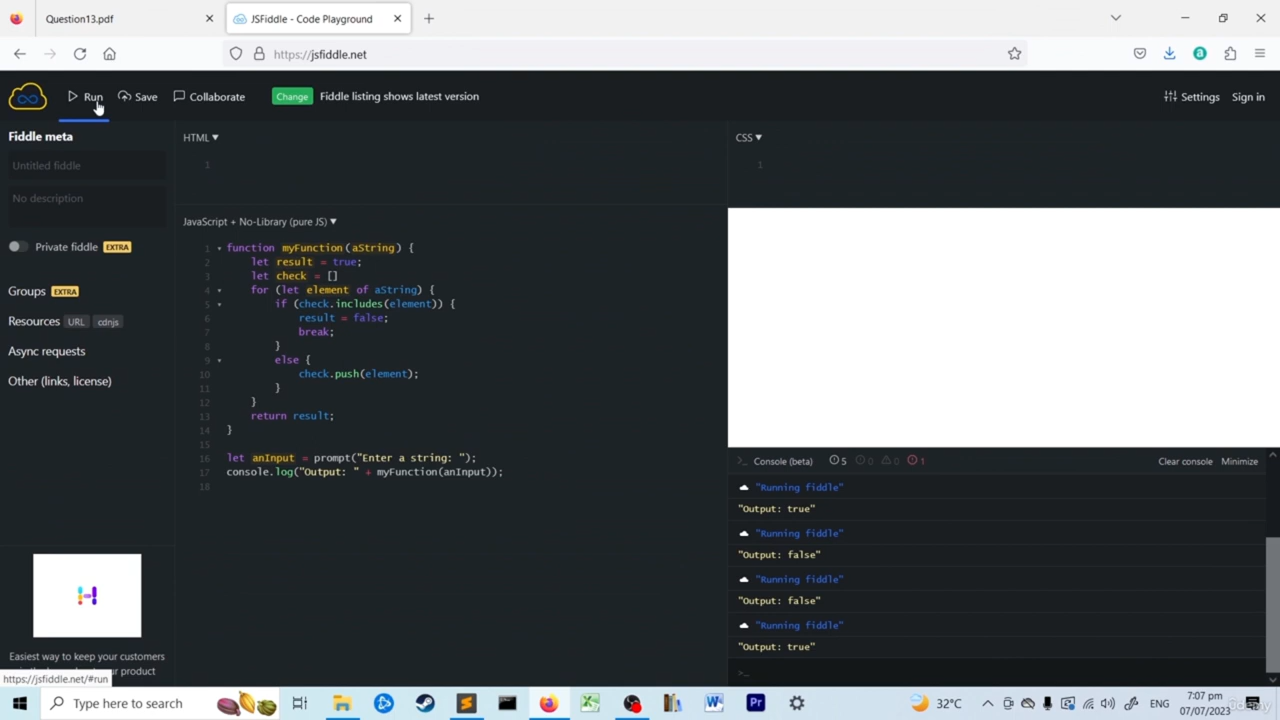 Question13.pdf
JSFiddle - Code Playground
https://jsfiddle.net
Run
Save
Collaborate
Change
Fiddle listing shows latest version
Settings
Sign in
Fiddle meta
Untitled fiddle
No description
Private fiddle EXTRA
Groups EXTRA
Resources URL cdnjs
Async requests
Other (links, license)
Easiest way to keep your customers
https://jsfiddle.net/#run
ur product
HTML
1
CSS
1
JavaScript + No-Library (pure JS)
1 function myFunction(aString) {
2 let result = true;
3 let check = []
4 for (let element of aString) {
5 if (check.includes(element)) {
6 result = false;
7 break;
8 }
9 else {
10 check.push(element);
11 }
12 }
13 return result;
14 }
15
16 let anInput = prompt("Enter a string: ");
17 console.log("Output: " + myFunction(anInput));
18
>_ Console (beta) 5 0 0 1 Clear console Minimize
"Running fiddle"
"Output: true"
"Running fiddle"
"Output: false"
"Running fiddle"
"Output: false"
"Running fiddle"
"Output: true"
>_
Type here to search
32°C
ENG
7:07 pm
07/07/2023